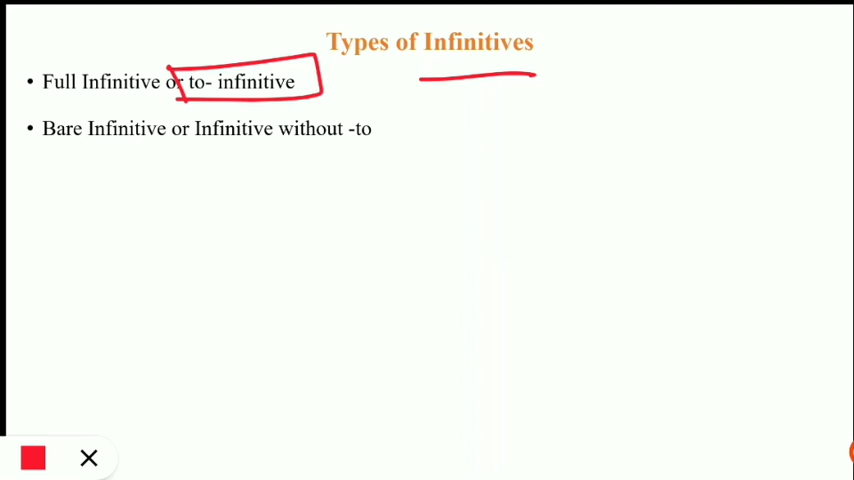 Types of Infinitives
• Full Infinitive or to- infinitive
• Bare Infinitive or Infinitive without -to